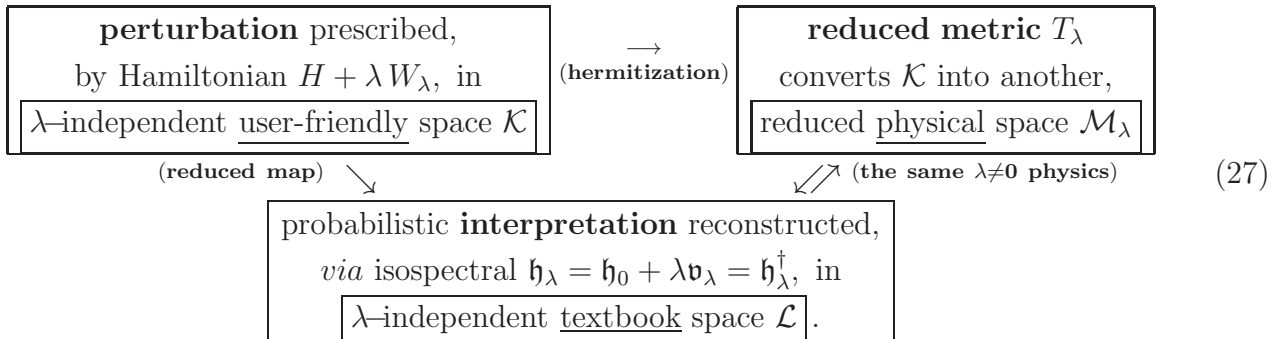 perturbation prescribed,
by Hamiltonian H + λ W_λ, in
λ–independent user-friendly space 𝒦
⟶
(hermitization)
reduced metric T_λ
converts 𝒦 into another,
reduced physical space ℳ_λ
(reduced map) ↘
↙↗ (the same λ≠0 physics)
(27)
probabilistic interpretation reconstructed,
via isospectral 𝔥_λ = 𝔥_0 + λ𝔳_λ = 𝔥_λ^†, in
λ–independent textbook space ℒ .